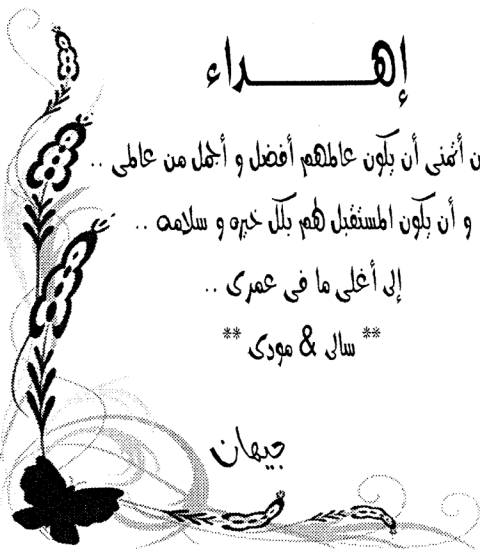 إهــــــداء
أتمنى أن يكون عالمهم أفضل و أجمل من عالمى ..
و أن يكون المستقبل لهم بكل خيره و سلامه ..
إلى أغلى ما فى عمرى ..
** سالى & مودى **
جيهان